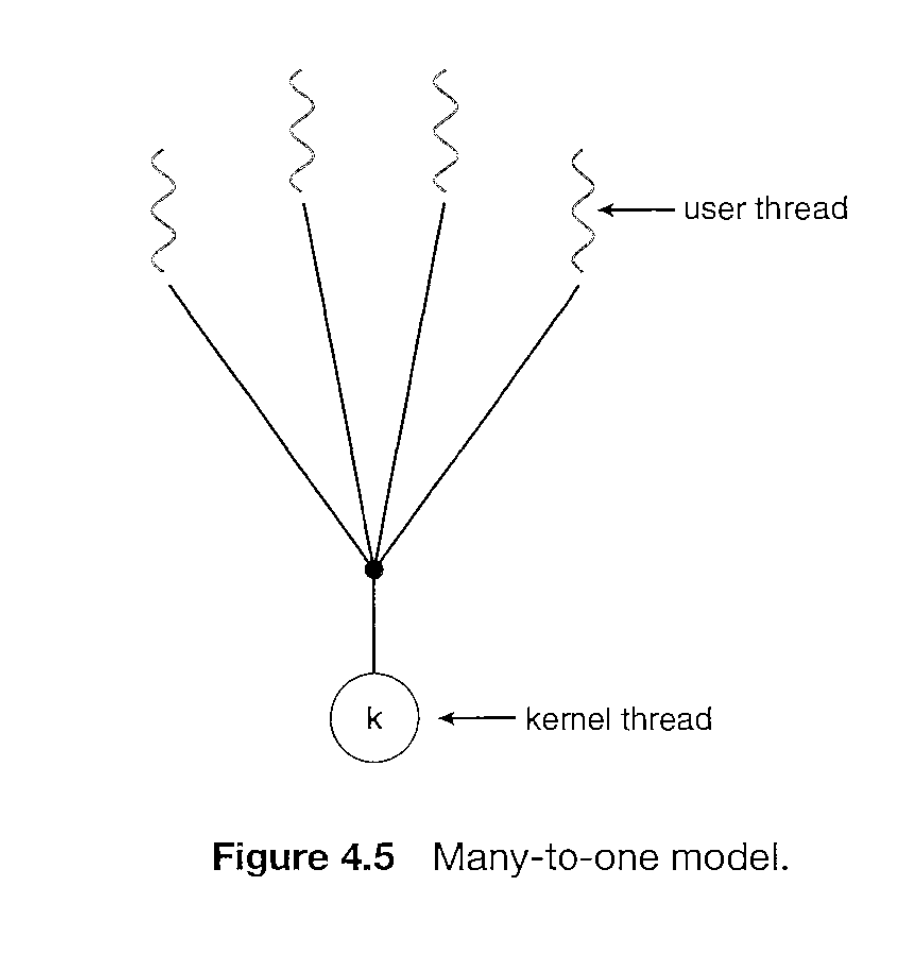 user thread
k
kernel thread
Figure 4.5 Many-to-one model.